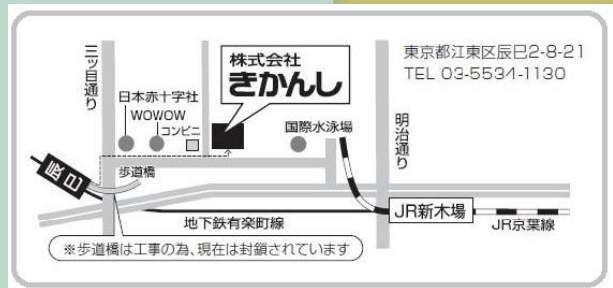 三ッ目通り
日本赤十字社
WOWOW
コンビニ
株式会社
きかんし
国際水泳場
明治通り
東京都江東区辰巳2-8-21
TEL 03-5534-1130
辰巳
歩道橋
地下鉄有楽町線
JR新木場
JR京葉線
※歩道橋は工事の為、現在は封鎖されています